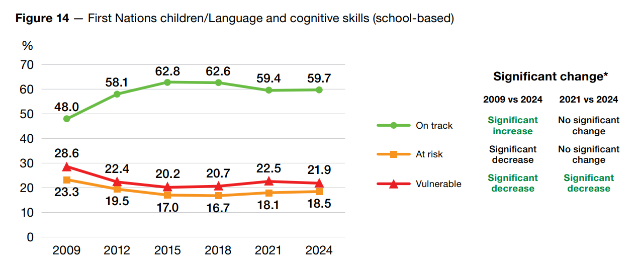 Figure 14 — First Nations children/Language and cognitive skills (school-based)
%
70
60
50
40
30
20
10
0
48.0
58.1
62.8
62.6
59.4
59.7
28.6
22.4
20.2
20.7
22.5
21.9
23.3
19.5
17.0
16.7
18.1
18.5
2009
2012
2015
2018
2021
2024
On track
At risk
Vulnerable
Significant change*
2009 vs 2024 2021 vs 2024
Significant No significant
increase change
Significant No significant
decrease change
Significant Significant
decrease decrease